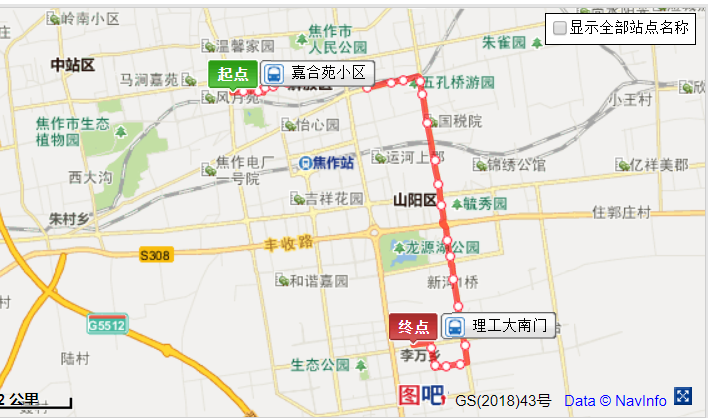 岭南小区
焦作市
人民公园
显示全部站点名称
温馨家园
朱雀园
中站区
马涧嘉苑
起点
嘉合苑小区
五孔桥游园
凤月苑
小王村
焦作市生态
植物园
怡心园
国税院
焦作电厂
一号院
焦作站
运河上郡
锦绣公馆
亿祥美郡
西大沟
吉祥花园
山阳区
毓秀园
朱村乡
住郭庄村
丰收路
S308
龙源湖公园
和谐嘉园
新河1桥
G5512
终点
理工大南门
李万乡
陆村
生态公园
2 公里
图吧
GS(2018)43号
Data © NavInfo